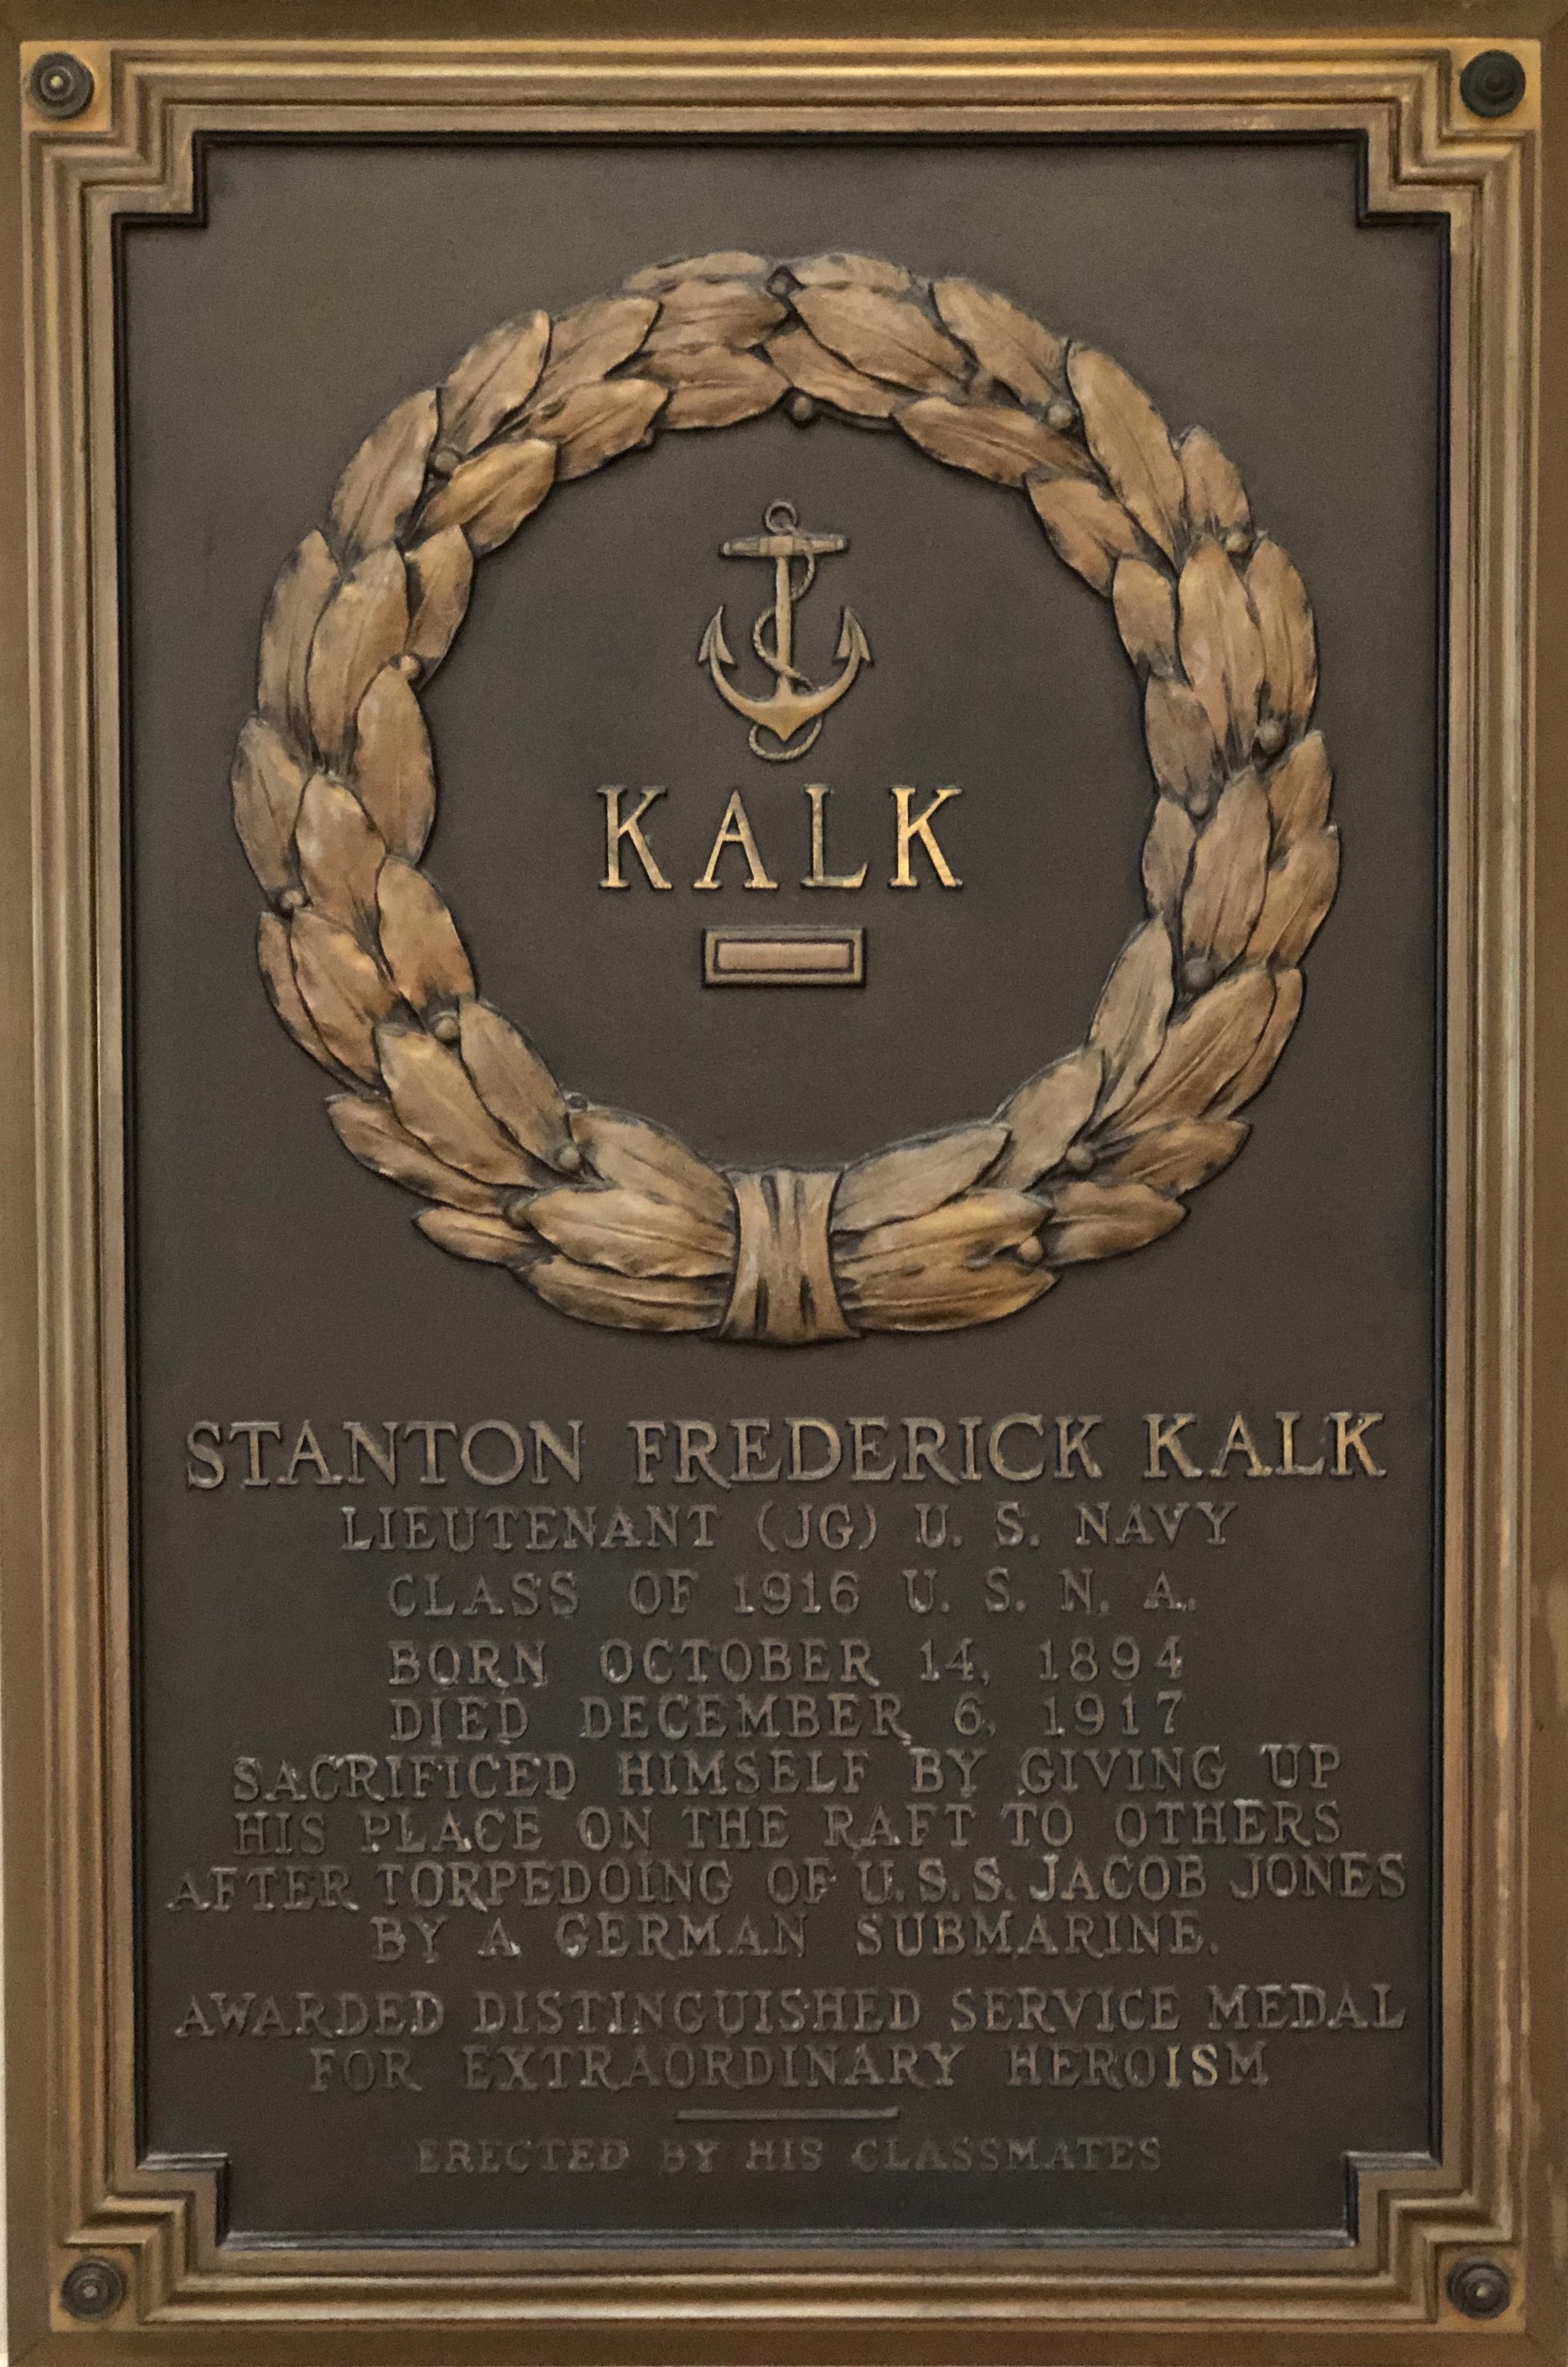 KALK
STANTON FREDERICK KALK
LIEUTENANT (JG) U. S. NAVY
CLASS OF 1916 U. S. N. A.
BORN OCTOBER 14, 1894
DIED DECEMBER 6, 1917
SACRIFICED HIMSELF BY GIVING UP
HIS PLACE ON THE RAFT TO OTHERS
AFTER TORPEDOING OF U.S.S. JACOB JONES
BY A GERMAN SUBMARINE.
AWARDED DISTINGUISHED SERVICE MEDAL
FOR EXTRAORDINARY HEROISM
ERECTED BY HIS CLASSMATES